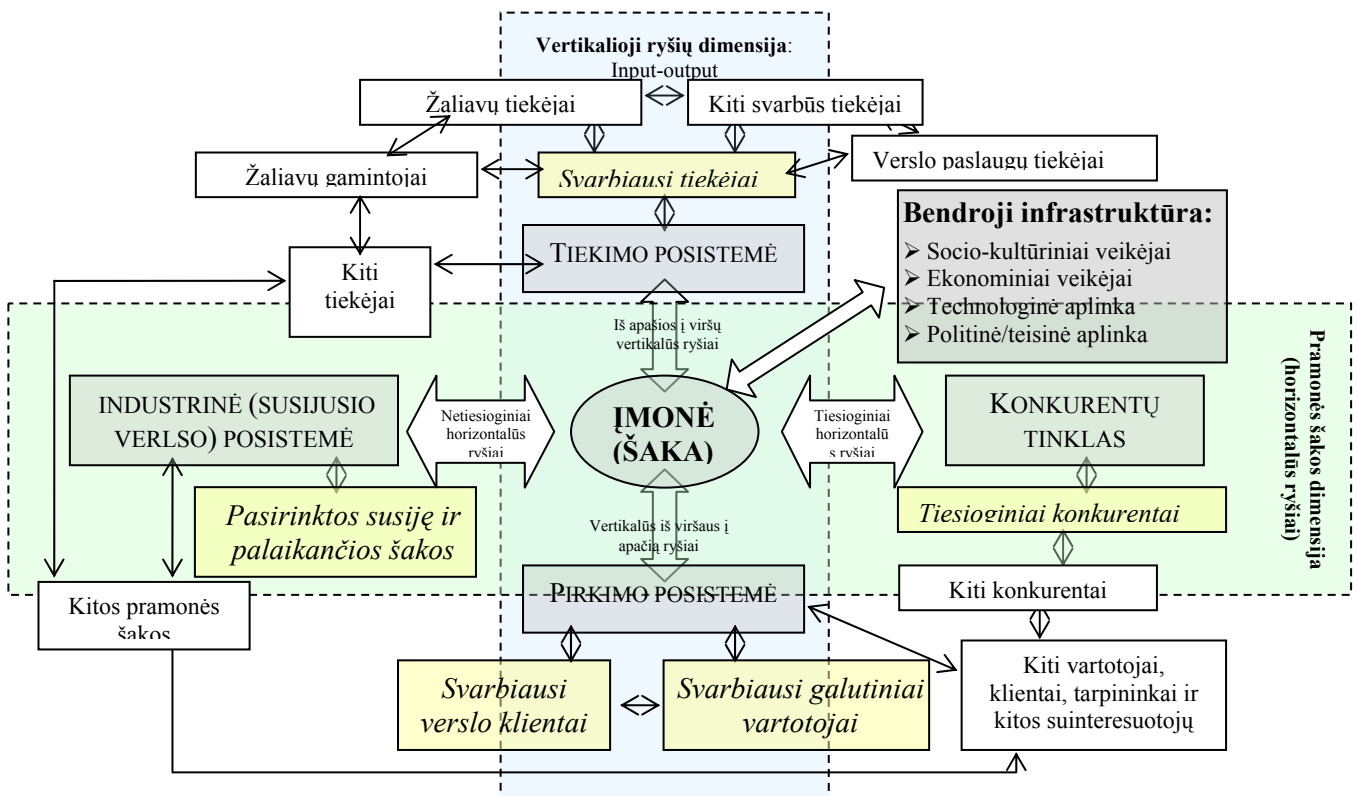 Vertikalioji ryšių dimensija:
Input-output
Žaliavų tiekėjai
Kiti svarbūs tiekėjai
Žaliavų gamintojai
Svarbiausi tiekėjai
Verslo paslaugų tiekėjai
Bendroji infrastruktūra:
➢ Socio-kultūriniai veikėjai
➢ Ekonominiai veikėjai
➢ Technologinė aplinka
➢ Politinė/teisinė aplinka
TIEKIMO POSISTEMĖ
Kiti
tiekėjai
Iš apašios į viršų
vertikalūs ryšiai
INDUSTRINĖ (SUSIJUSIO
VERLSO) POSISTEMĖ
Netiesioginiai
horizontalūs
ryšiai
ĮMONĖ
(ŠAKA)
Tiesioginiai
horizontalū
s ryšiai
KONKURENTŲ
TINKLAS
Pramonės šakos dimensija
(horizontalūs ryšiai)
Pasirinktos susiję ir
palaikančios šakos
Vertikalūs iš viršaus į
apačią ryšiai
Tiesioginiai konkurentai
Kitos pramonės
šakos
PIRKIMO POSISTEMĖ
Kiti konkurentai
Svarbiausi
verslo klientai
Svarbiausi galutiniai
vartotojai
Kiti vartotojai,
klientai, tarpininkai ir
kitos suinteresuotojų